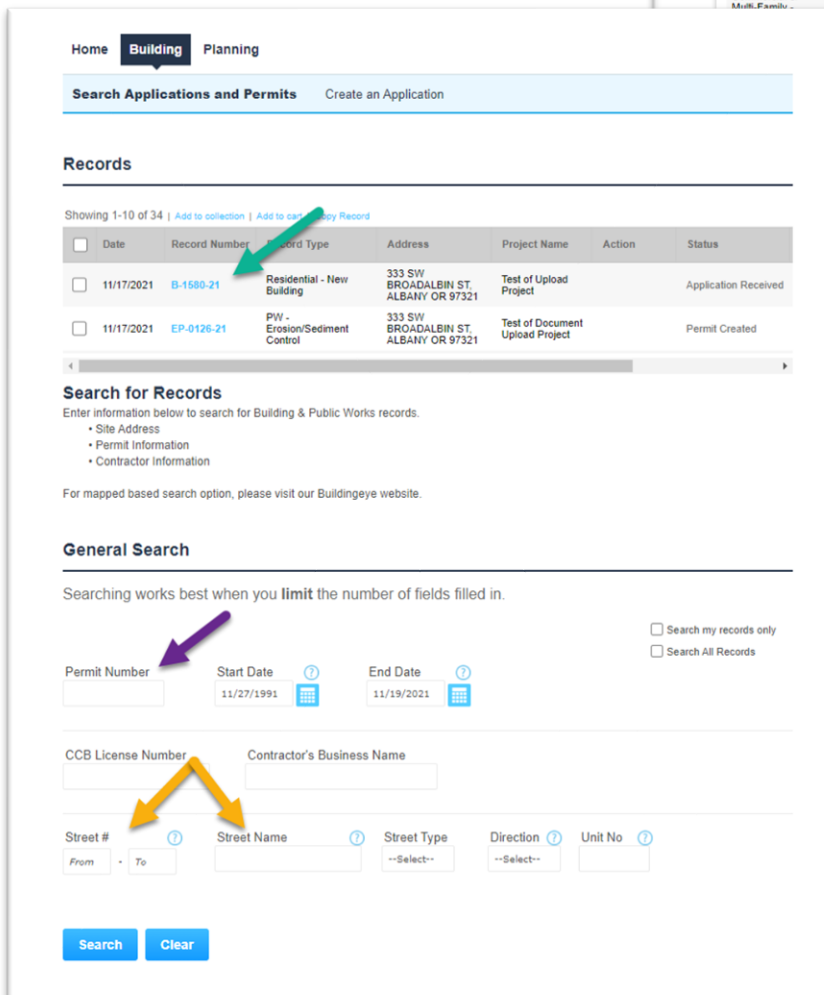 Multi-Family -
Home Building Planning
Search Applications and Permits Create an Application
Records
Showing 1-10 of 34 | Add to collection | Add to cart Copy Record
Date Record Number Record Type Address Project Name Action Status
11/17/2021 B-1580-21 Residential - New Building 333 SW BROADALBIN ST, ALBANY OR 97321 Test of Upload Project Application Received
11/17/2021 EP-0126-21 PW - Erosion/Sediment Control 333 SW BROADALBIN ST, ALBANY OR 97321 Test of Document Upload Project Permit Created
Search for Records
Enter information below to search for Building & Public Works records.
• Site Address
• Permit Information
• Contractor Information
For mapped based search option, please visit our Buildingeye website.
General Search
Searching works best when you limit the number of fields filled in.
Search my records only
Search All Records
Permit Number Start Date ? End Date ?
11/27/1991 11/19/2021
CCB License Number Contractor's Business Name
Street # ? Street Name ? Street Type Direction ? Unit No ?
From - To --Select-- --Select--
Search Clear